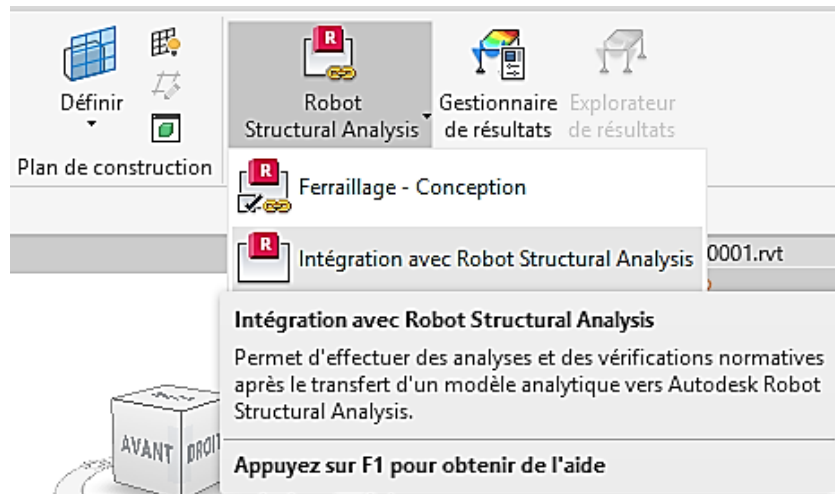 Définir
Plan de construction
R
Robot
Structural Analysis
Gestionnaire
de résultats
Explorateur
de résultats
R
Ferraillage - Conception
R
Intégration avec Robot Structural Analysis
0001.rvt
Intégration avec Robot Structural Analysis
Permet d'effectuer des analyses et des vérifications normatives
après le transfert d'un modèle analytique vers Autodesk Robot
Structural Analysis.
Appuyez sur F1 pour obtenir de l'aide
AVANT